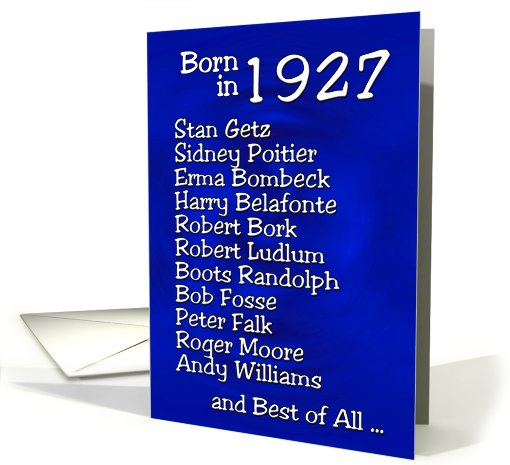 Born
in 1927
Stan Getz
Sidney Poitier
Erma Bombeck
Harry Belafonte
Robert Bork
Robert Ludlum
Boots Randolph
Bob Fosse
Peter Falk
Roger Moore
Andy Williams
and Best of All ...